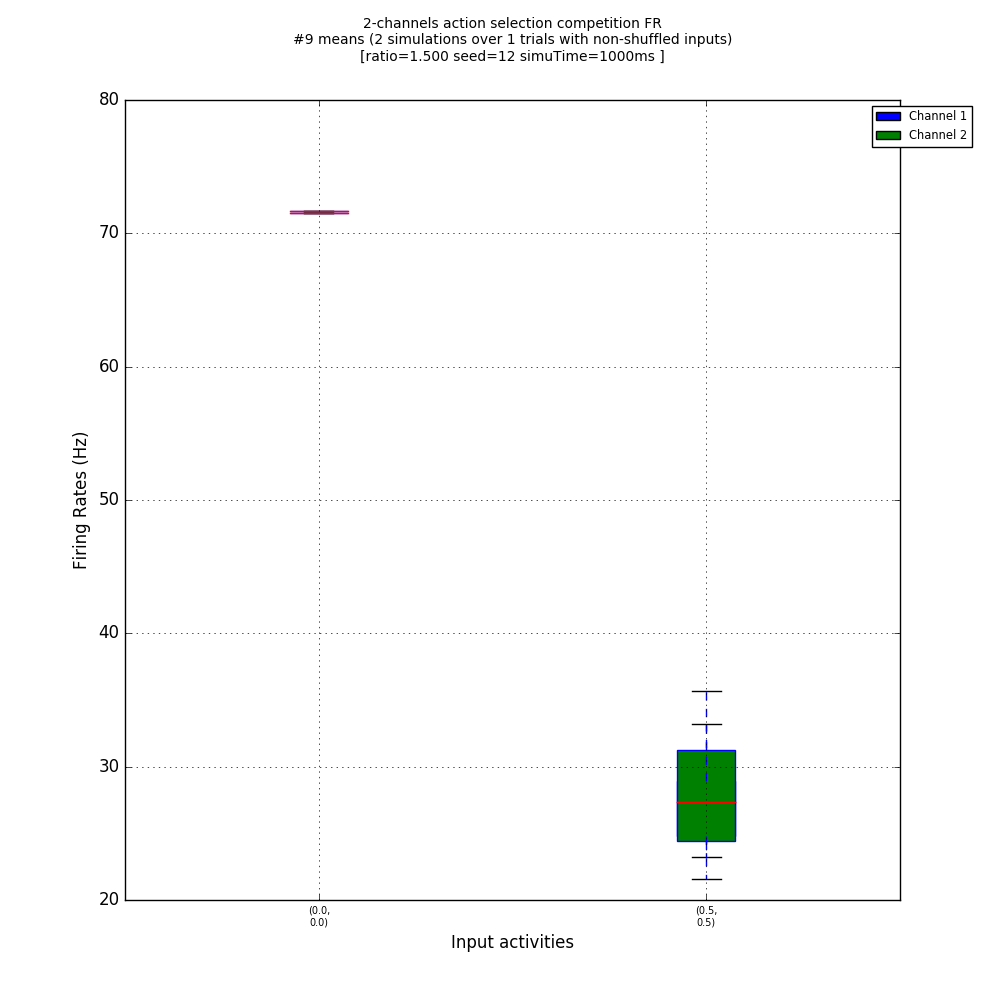 2-channels action selection competition FR
#9 means (2 simulations over 1 trials with non-shuffled inputs)
[ratio=1.500 seed=12 simuTime=1000ms ]
80
Channel 1
Channel 2
70
60
50
40
30
20
Firing Rates (Hz)
(0.0,
0.0)
(0.5,
0.5)
Input activities